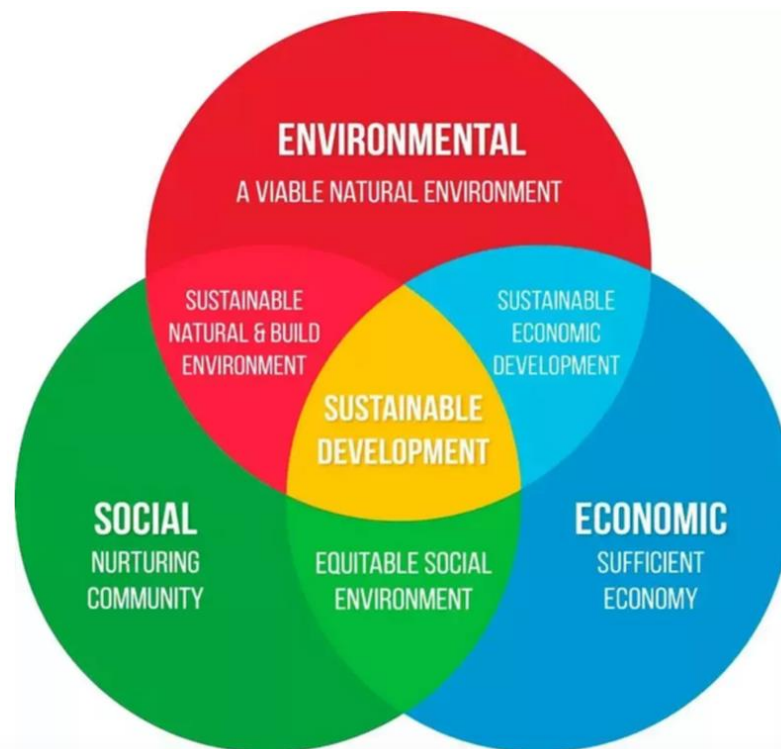 ENVIRONMENTAL
A VIABLE NATURAL ENVIRONMENT
SUSTAINABLE
NATURAL & BUILD
ENVIRONMENT
SUSTAINABLE
ECONOMIC
DEVELOPMENT
SUSTAINABLE
DEVELOPMENT
SOCIAL
NURTURING
COMMUNITY
EQUITABLE SOCIAL
ENVIRONMENT
ECONOMIC
SUFFICIENT
ECONOMY